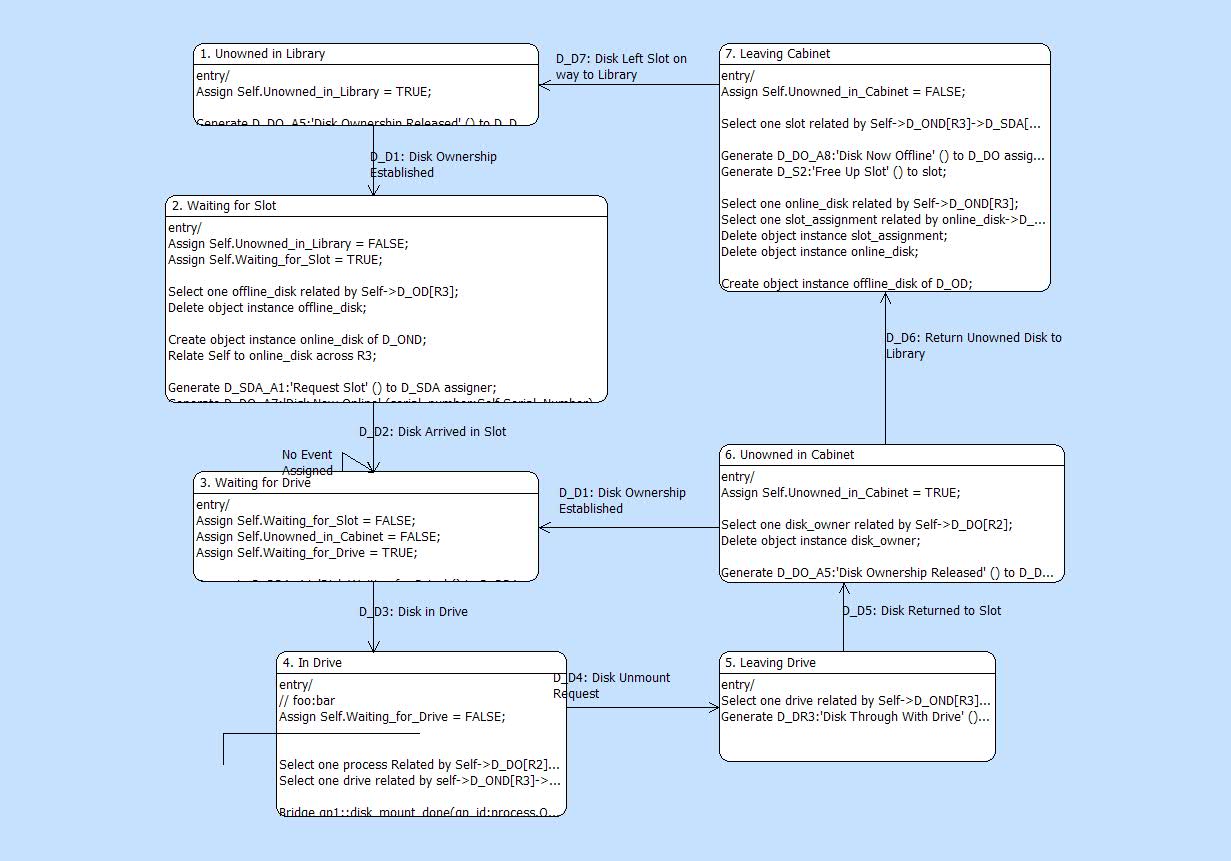 1. Unowned in Library
entry/
Assign Self.Unowned_in_Library = TRUE;
Generate D_DO_A5:'Disk Ownership Released' () to D_D
D_D7: Disk Left Slot on
way to Library
7. Leaving Cabinet
entry/
Assign Self.Unowned_in_Cabinet = FALSE;
Select one slot related by Self->D_OND[R3]->D_SDA[...
Generate D_DO_A8:'Disk Now Offline' () to D_DO assig...
Generate D_S2:'Free Up Slot' () to slot;
Select one online_disk related by Self->D_OND[R3];
Select one slot_assignment related by online_disk->D_...
Delete object instance slot_assignment;
Delete object instance online_disk;
Create object instance offline_disk of D_OD;
D_D1: Disk Ownership
Established
2. Waiting for Slot
entry/
Assign Self.Unowned_in_Library = FALSE;
Assign Self.Waiting_for_Slot = TRUE;
Select one offline_disk related by Self->D_OD[R3];
Delete object instance offline_disk;
Create object instance online_disk of D_OND;
Relate Self to online_disk across R3;
Generate D_SDA_A1:'Request Slot' () to D_SDA assigner;
Generate D_DO_A7:'Disk Now Online' (serial_number:Self.Serial_Number)
D_D6: Return Unowned Disk to
Library
D_D2: Disk Arrived in Slot
No Event
Assigned
3. Waiting for Drive
entry/
Assign Self.Waiting_for_Slot = FALSE;
Assign Self.Unowned_in_Cabinet = FALSE;
Assign Self.Waiting_for_Drive = TRUE;
D_D1: Disk Ownership
Established
6. Unowned in Cabinet
entry/
Assign Self.Unowned_in_Cabinet = TRUE;
Select one disk_owner related by Self->D_DO[R2];
Delete object instance disk_owner;
Generate D_DO_A5:'Disk Ownership Released' () to D_D...
D_D3: Disk in Drive
D_D5: Disk Returned to Slot
4. In Drive
entry/
// foo:bar
Assign Self.Waiting_for_Drive = FALSE;
Select one process Related by Self->D_DO[R2]...
Select one drive related by self->D_OND[R3]->...
Bridge gp1::disk_mount_done(gp_id:process.O...
D_D4: Disk Unmount
Request
5. Leaving Drive
entry/
Select one drive related by Self->D_OND[R3]...
Generate D_DR3:'Disk Through With Drive' ()...